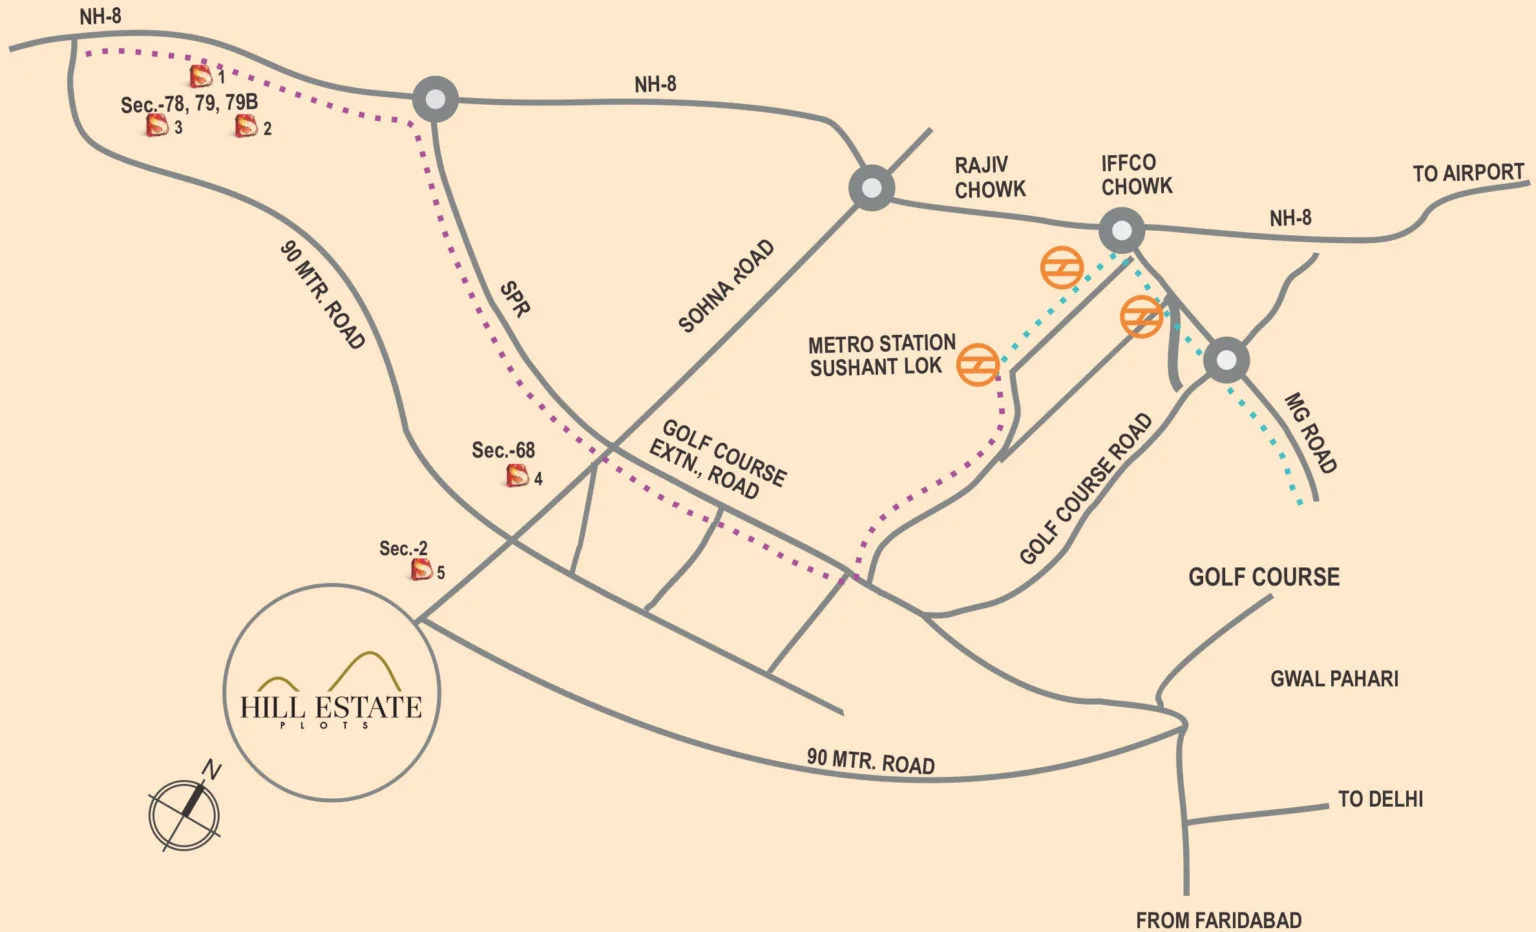 NH-8
1
Sec.-78, 79, 79B
3
2
NH-8
RAJIV
CHOWK
IFFCO
CHOWK
TO AIRPORT
NH-8
90 MTR. ROAD
SPR
SOHNA ROAD
METRO STATION
SUSHANT LOK
MG ROAD
GOLF COURSE
EXTN., ROAD
GOLF COURSE ROAD
Sec.-68
4
Sec.-2
5
GOLF COURSE
GWAL PAHARI
HILL ESTATE
PLOTS
90 MTR. ROAD
N
TO DELHI
FROM FARIDABAD